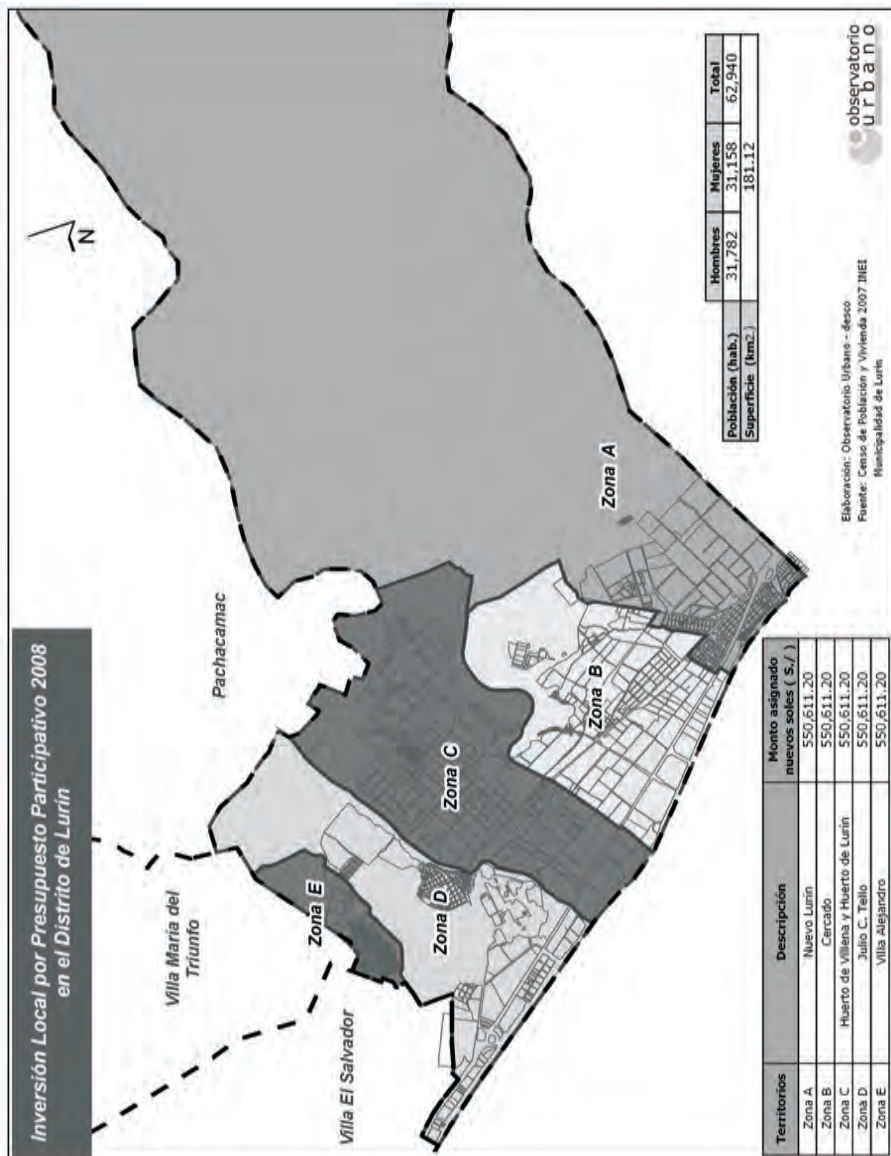 Inversión Local por Presupuesto Participativo 2008
en el Distrito de Lurín
N
Pachacamac
Villa María del
Triunfo
Villa El Salvador
Zona A
Zona B
Zona C
Zona D
Zona E
Hombres Mujeres Total
Población (hab.) 31,782 31,158 62,940
Superficie (km2.) 181.12
Territorios Descripción Monto asignado
nuevos soles ( S./ )
Zona A Nuevo Lurín 550,611.20
Zona B Cercado 550,611.20
Zona C Huerto de Villena y Huerto de Lurín 550,611.20
Zona D Julio C. Tello 550,611.20
Zona E Villa Alejandro 550,611.20
Elaboración: Observatorio Urbano - desco
Fuente: Censo de Población y Vivienda 2007 INEI
Municipalidad de Lurín
observatorio
urbano